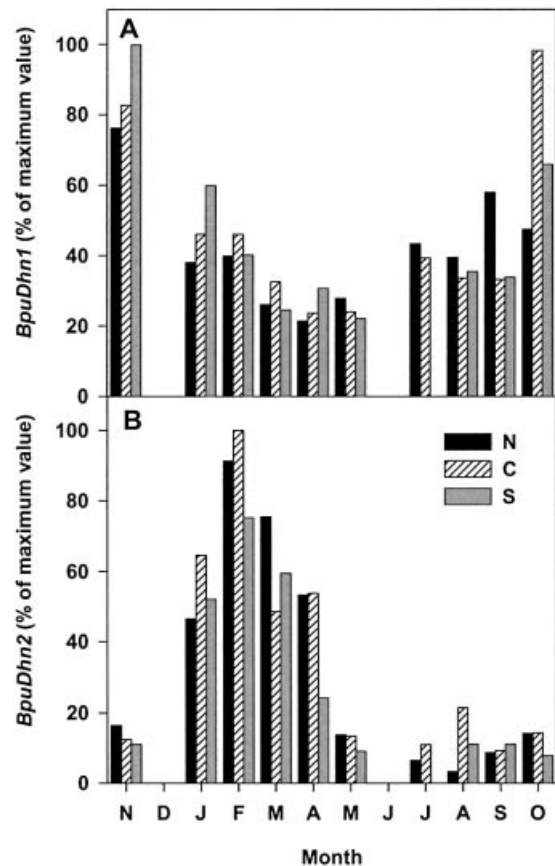 A
100
80
60
40
20
0
BpuDhn1 (% of maximum value)
B
100
80
60
40
20
0
BpuDhn2 (% of maximum value)
N
C
S
N D J F M A M J J A S O
Month